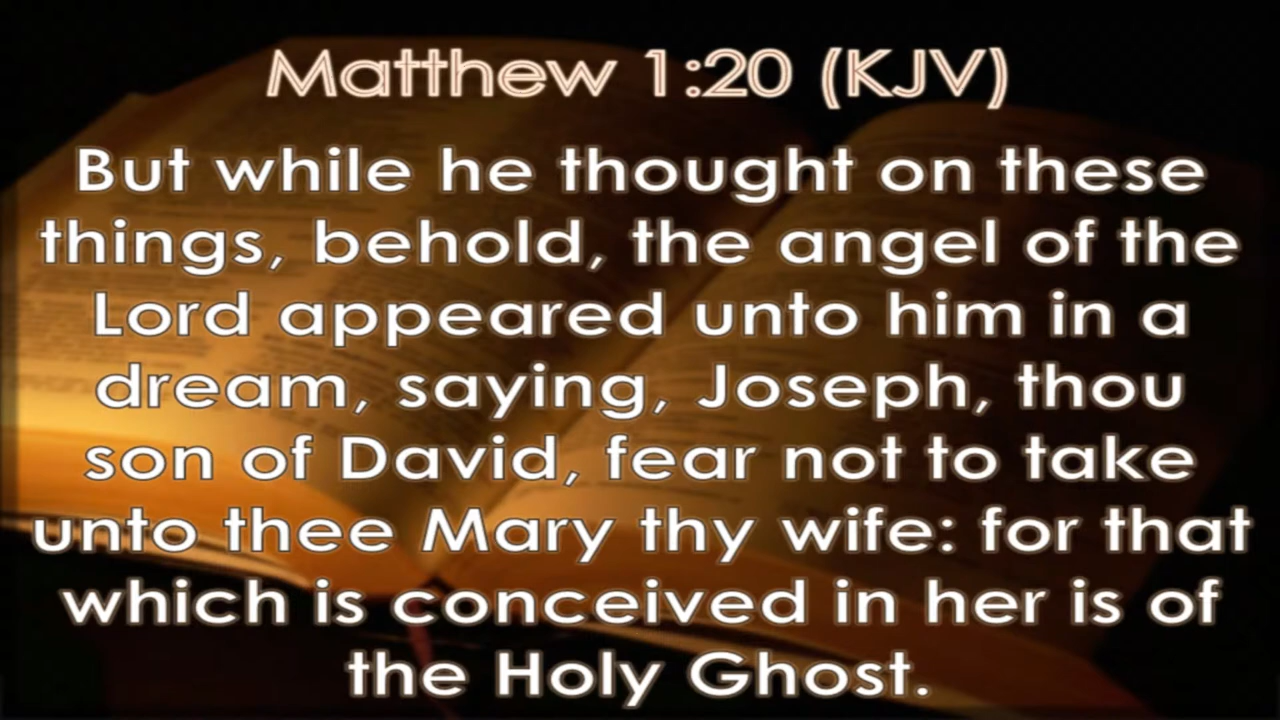 Matthew 1:20 (KJV)
But while he thought on these
things, behold, the angel of the
Lord appeared unto him in a
dream, saying, Joseph, thou
son of David, fear not to take
unto thee Mary thy wife: for that
which is conceived in her is of
the Holy Ghost.